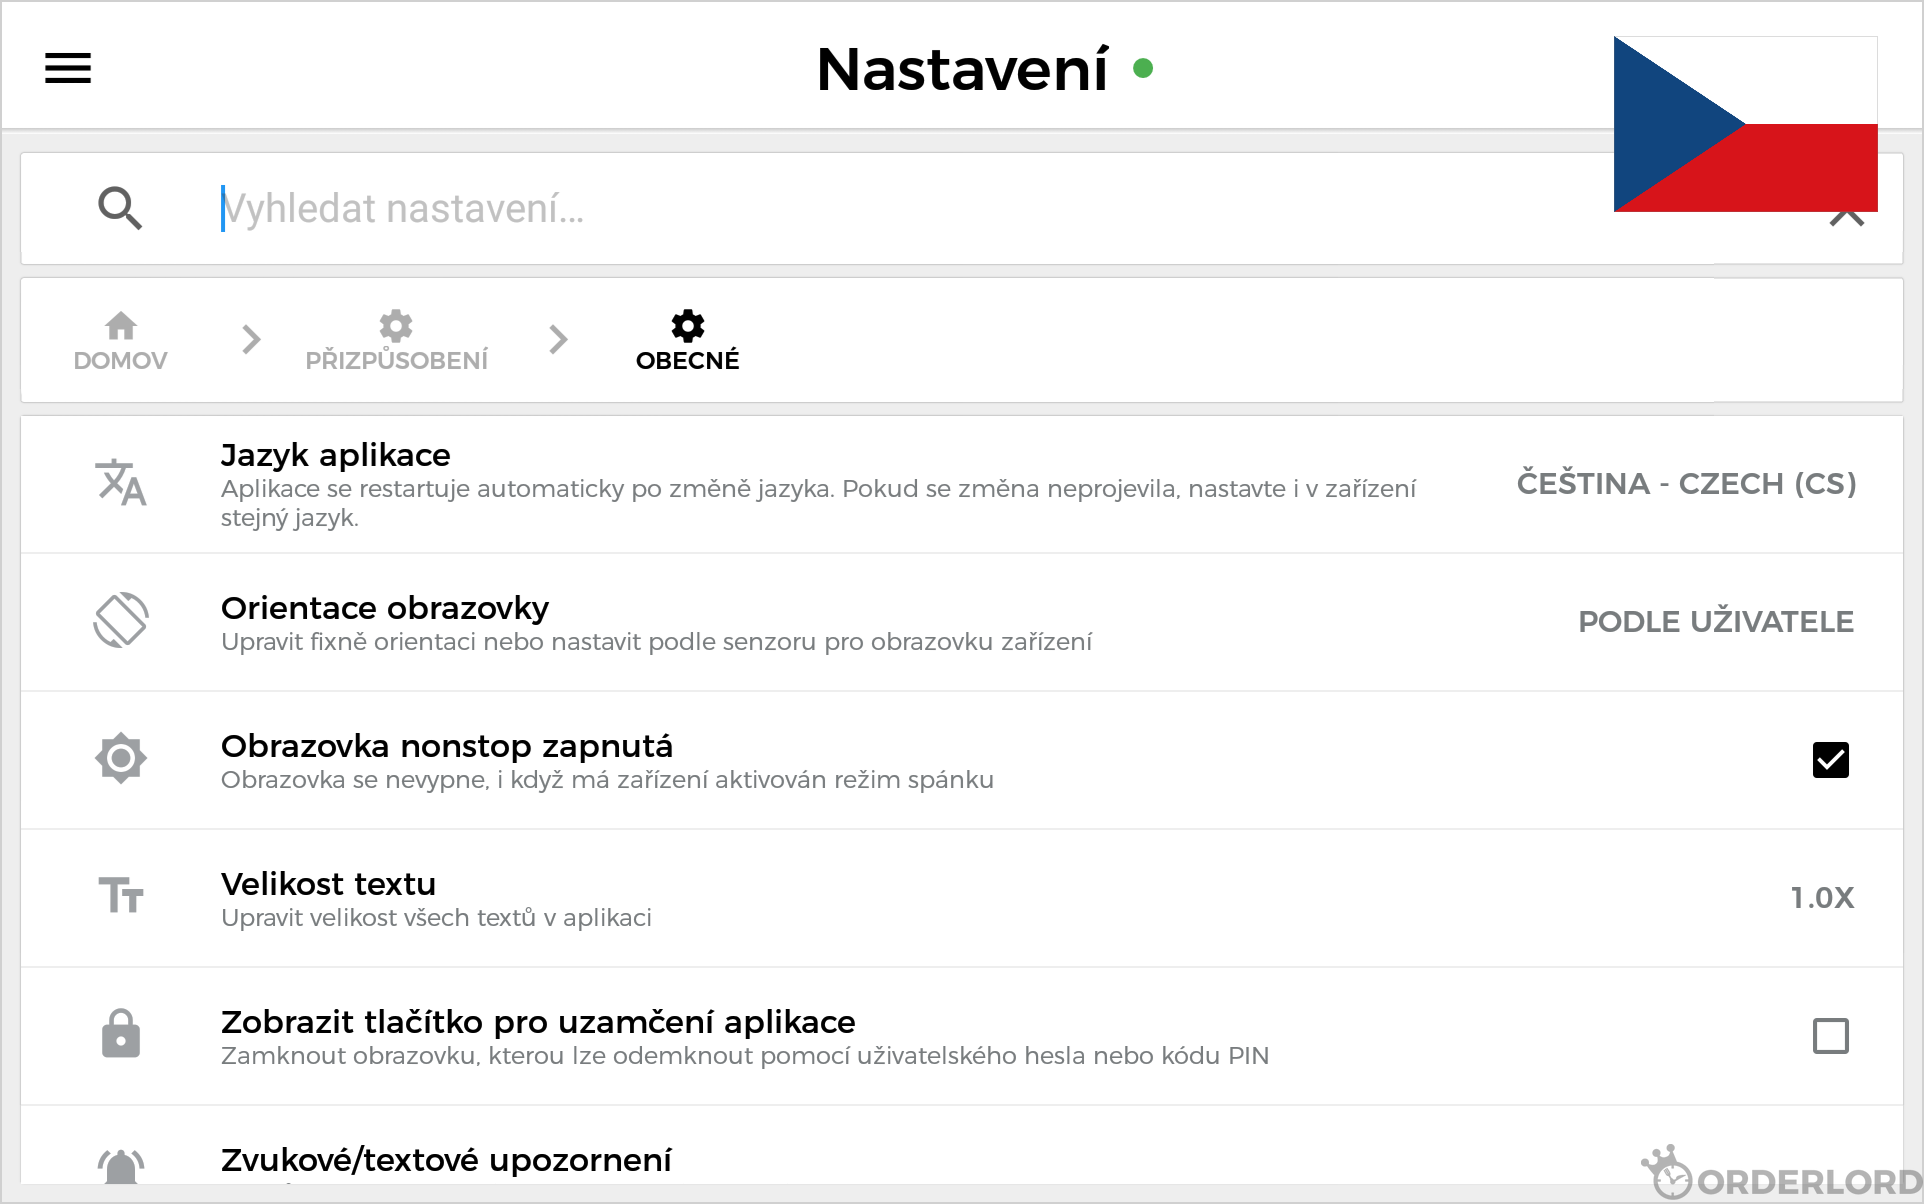 Nastavení
Vyhledat nastavení...
DOMOV
PŘIZPŮSOBENÍ
OBECNÉ
Jazyk aplikace
Aplikace se restartuje automaticky po změně jazyka. Pokud se změna neprojevila, nastavte i v zařízení
stejný jazyk.
ČEŠTINA - CZECH (CS)
Orientace obrazovky
Upravit fixně orientaci nebo nastavit podle senzoru pro obrazovku zařízení
PODLE UŽIVATELE
Obrazovka nonstop zapnutá
Obrazovka se nevypne, i když má zařízení aktivován režim spánku
Velikost textu
Upravit velikost všech textů v aplikaci
1.0X
Zobrazit tlačítko pro uzamčení aplikace
Zamknout obrazovku, kterou lze odemknout pomocí uživatelského hesla nebo kódu PIN
Zvukové/textové upozornení
ORDERLORD